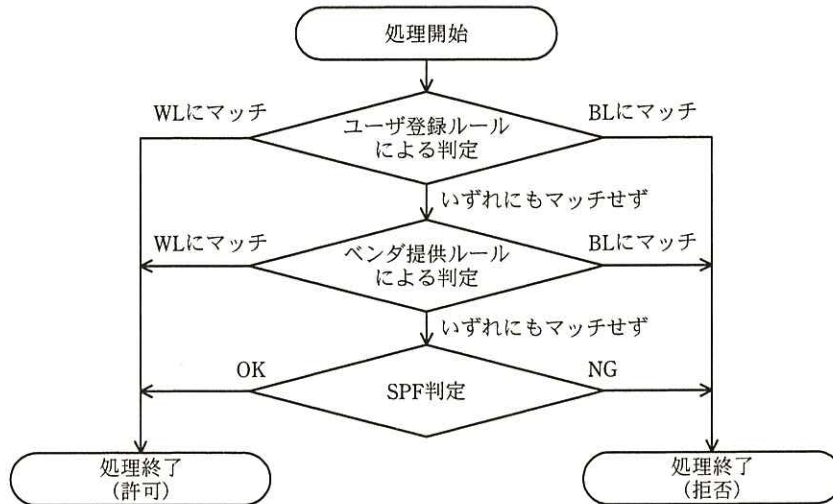 処理開始
WLにマッチ
BLにマッチ
ユーザ登録ルール
による判定
いずれにもマッチせず
WLにマッチ
BLにマッチ
ベンダ提供ルール
による判定
いずれにもマッチせず
OK
NG
SPF判定
処理終了
（許可）
処理終了
（拒否）